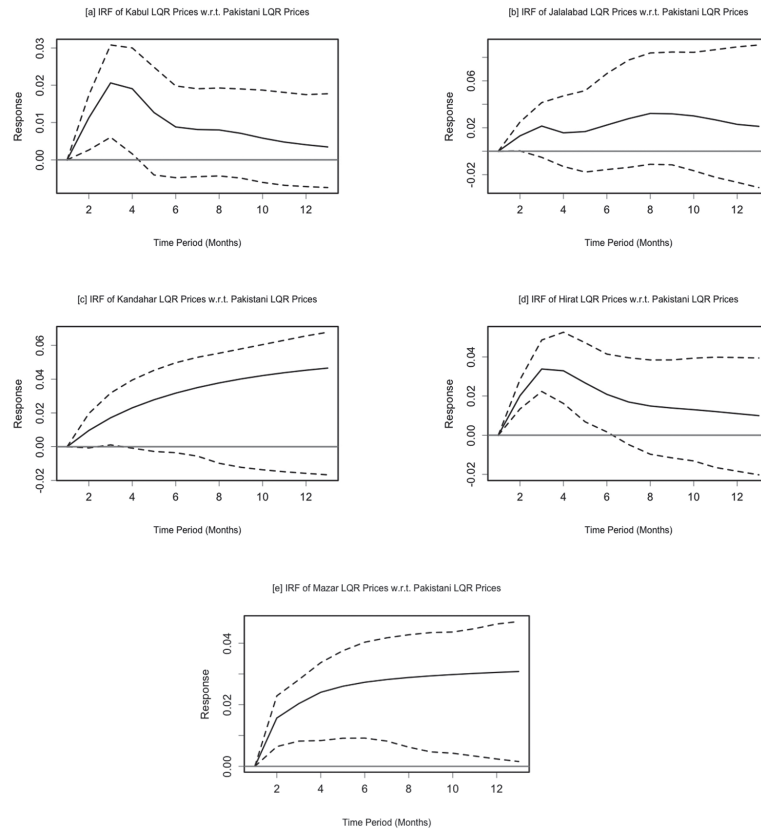 [a] IRF of Kabul LQR Prices w.r.t. Pakistani LQR Prices
Response
0.00 0.01 0.02 0.03
2 4 6 8 10 12
Time Period (Months)
[b] IRF of Jalalabad LQR Prices w.r.t. Pakistani LQR Prices
Response
-0.02 0.02 0.06
2 4 6 8 10 12
Time Period (Months)
[c] IRF of Kandahar LQR Prices w.r.t. Pakistani LQR Prices
Response
-0.02 0.00 0.02 0.04 0.06
2 4 6 8 10 12
Time Period (Months)
[d] IRF of Hirat LQR Prices w.r.t. Pakistani LQR Prices
Response
-0.02 0.00 0.02 0.04
2 4 6 8 10 12
Time Period (Months)
[e] IRF of Mazar LQR Prices w.r.t. Pakistani LQR Prices
Response
0.00 0.02 0.04
2 4 6 8 10 12
Time Period (Months)